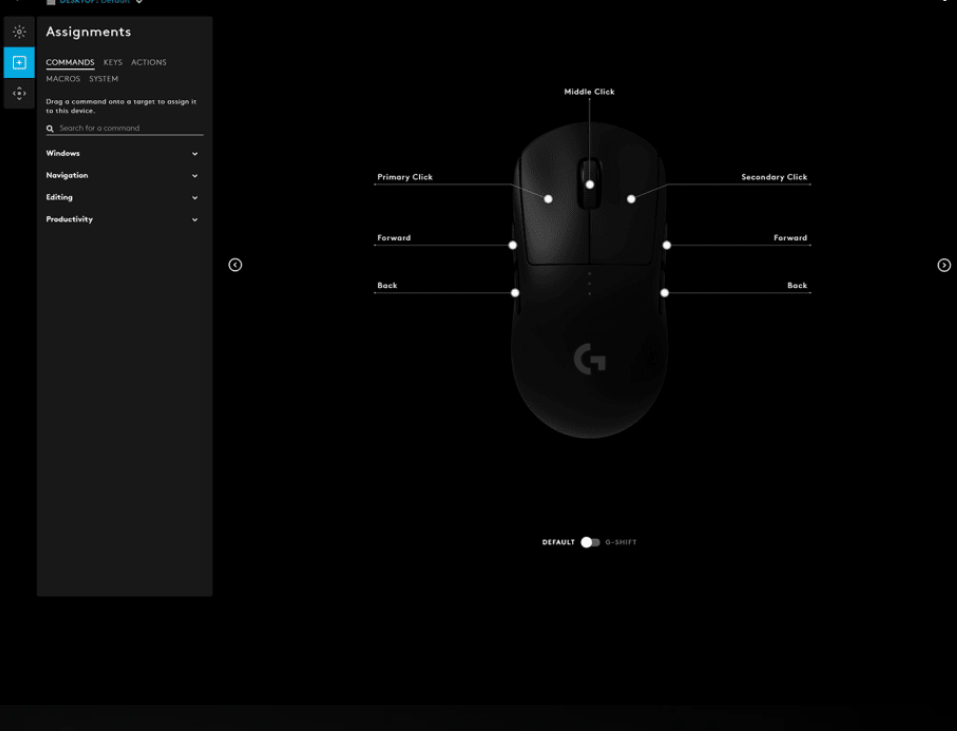 DESKTOP: Default
Assignments
COMMANDS KEYS ACTIONS
MACROS SYSTEM
Drag a command onto a target to assign it
to this device.
Search for a command
Windows
Navigation
Editing
Productivity
Middle Click
Primary Click
Secondary Click
Forward
Forward
Back
Back
DEFAULT G-SHIFT